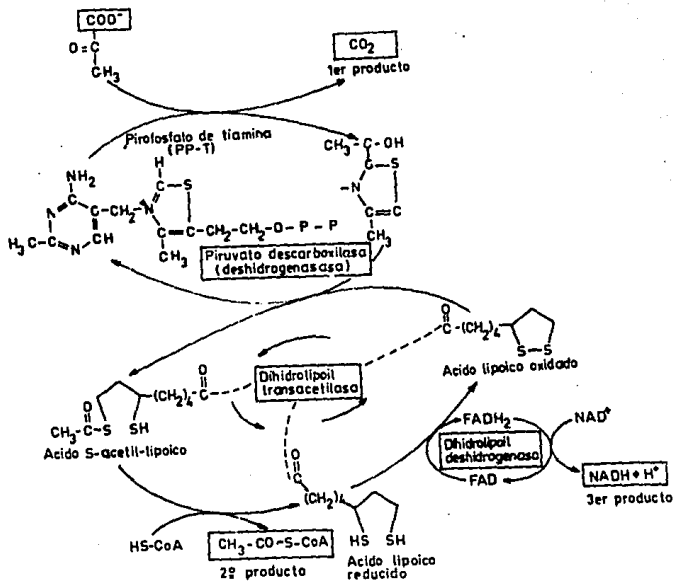 COO⁻
O=C
CH₃
CO₂
1er producto
Pirofosfato de tiamina
(PP-T)
CH₃-C-OH
H
C-S
NH₂
N C
C-CH₂-N
H₃C-C N CH
C=C-CH₂-CH₂-O-P-P
CH₃
C S
-N
C=C
CH₃
Piruvato descarboxilasa
(deshidrogenasasa)
O
C-(CH₂)₄
S-S
Acido lipoico oxidado
Dihidrolipoil
transacetilasa
O
-(CH₂)₄-C
O
CH₃-C-S SH
Acido S-acetil-lipoico
FADH₂
NAD⁺
Dihidrolipoil
deshidrogenasa
FAD
NADH + H⁺
3er producto
O
C
(CH₂)₄
HS SH
Acido lipoico
reducido
HS-CoA
CH₃-CO~S-CoA
2º producto